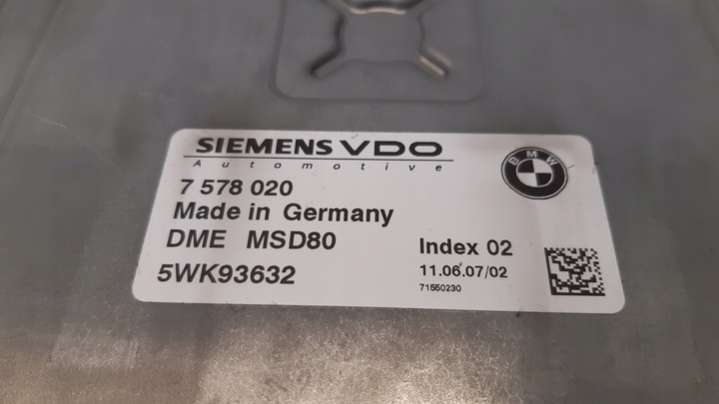 SIEMENS VDO
Automotive
BMW
7 578 020
Made in Germany
DME MSD80
Index 02
5WK93632
11.06.07/02
71550230